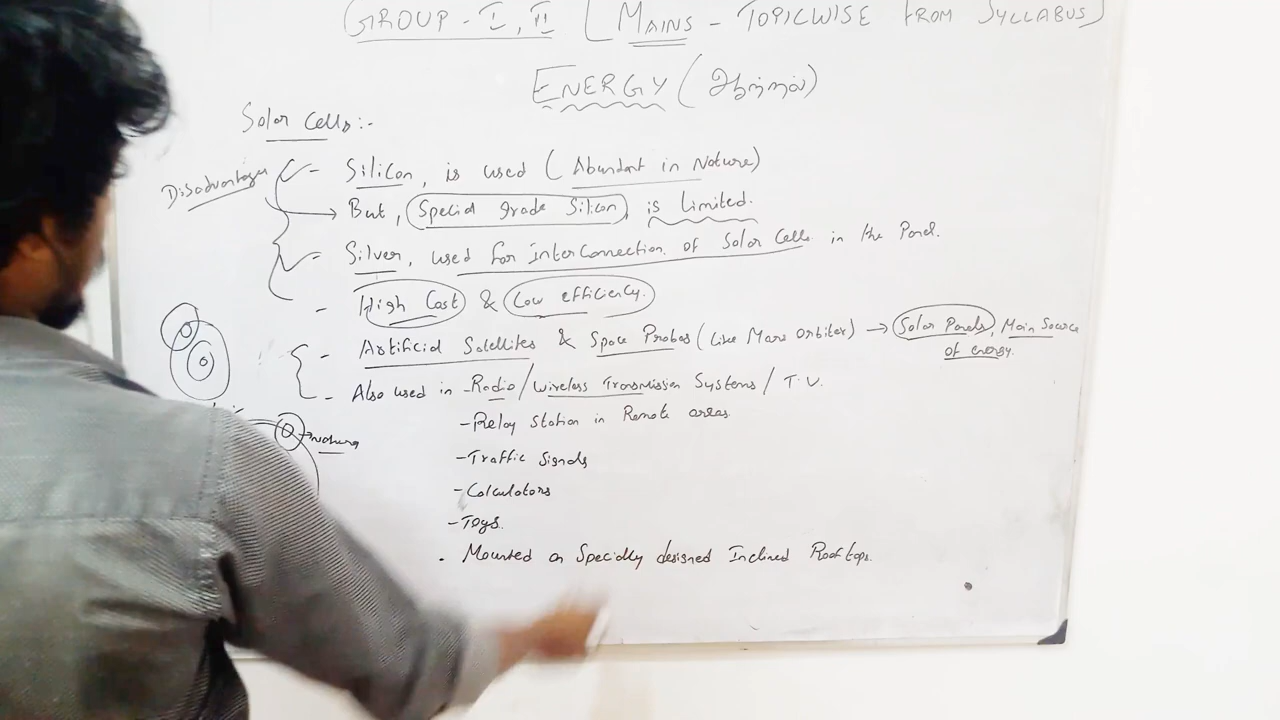 GROUP - I, II (MAINS - TOPICWISE FROM SYLLABUS)
ENERGY (ஆற்றல்)
Solar Cells :-
Disadvantages
- Silicon, is used (Abundant in Nature)
→ But, Special grade Silicon is limited.
- Silver, used for Interconnection of Solar Cells in the Panel.
- High Cost & Low efficiency.
- Artificial Satellites & Space Probes (Like Mars Orbiter) → Solar Panels, Main Source of energy.
- Also used in - Radio/Wireless Transmission Systems/T.V.
- Relay Station in Remote areas.
- Traffic Signals
- Calculators
- Toys.
- Mounted on Specially designed Inclined Roof tops.